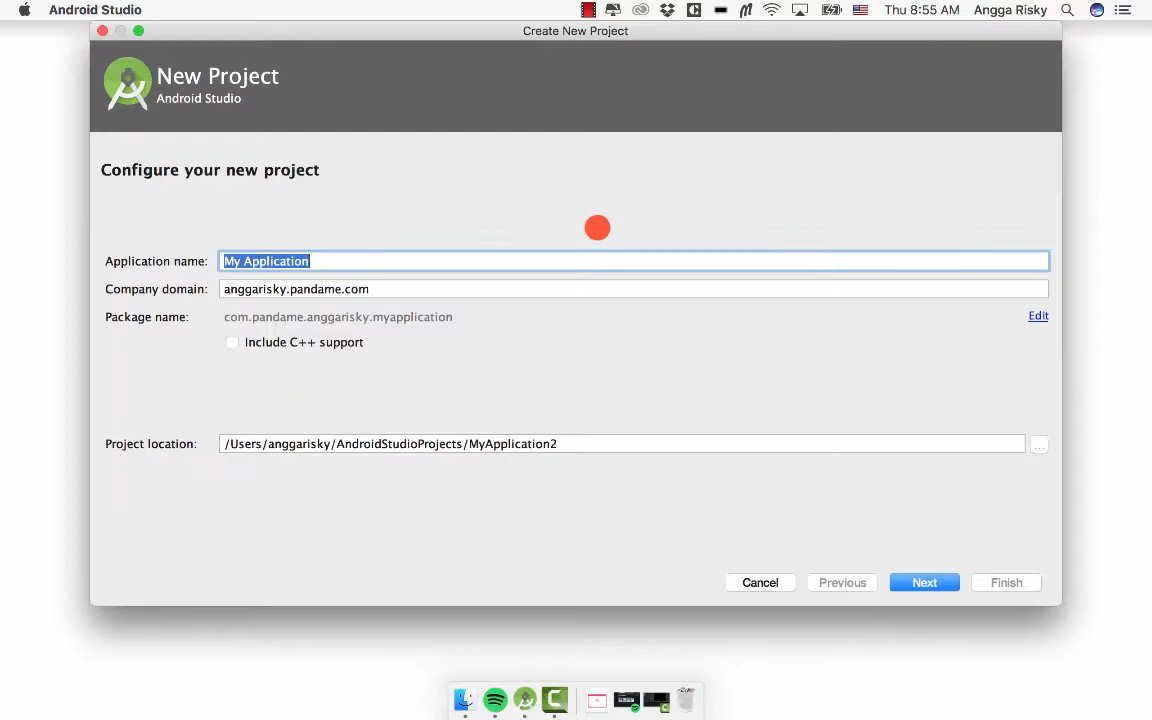 Android Studio
Thu 8:55 AM
Angga Risky
Create New Project
New Project
Android Studio
Configure your new project
Application name: My Application
Company domain: anggarisky.pandame.com
Package name: com.pandame.anggarisky.myapplication Edit
Include C++ support
Project location: /Users/anggarisky/AndroidStudioProjects/MyApplication2 ...
Cancel Previous Next Finish